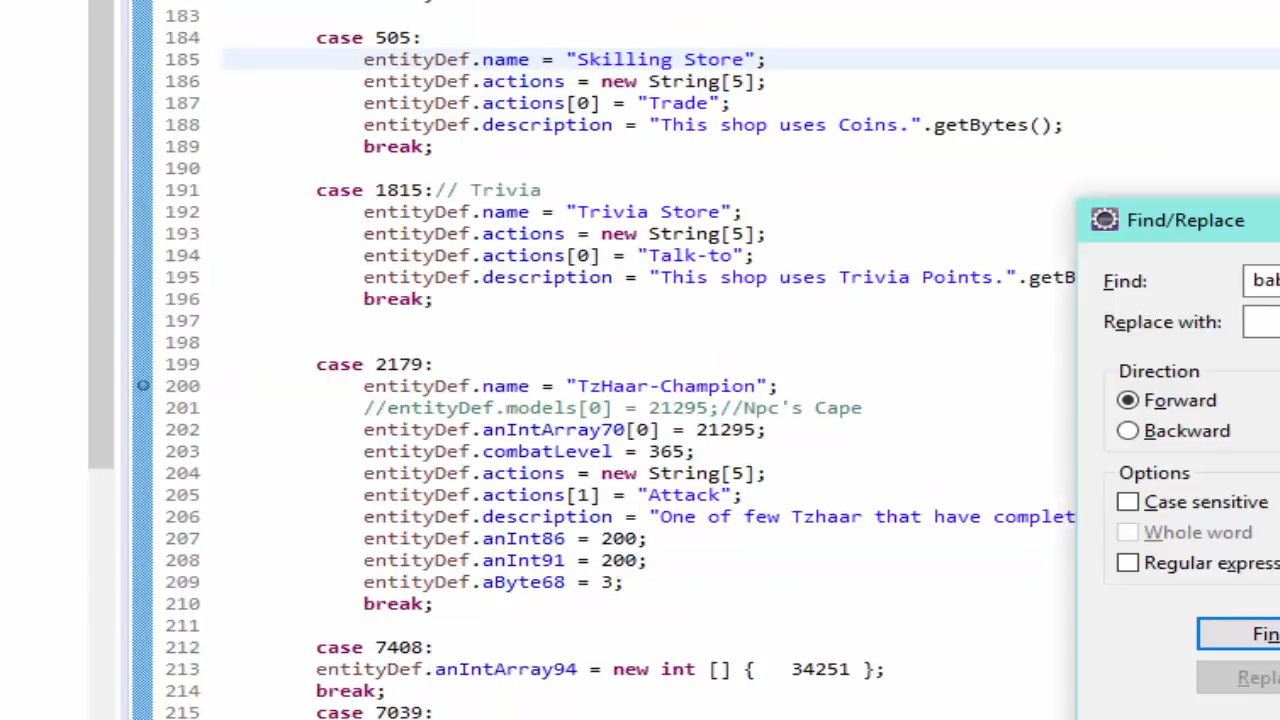 183
184 case 505:
185 entityDef.name = "Skilling Store";
186 entityDef.actions = new String[5];
187 entityDef.actions[0] = "Trade";
188 entityDef.description = "This shop uses Coins.".getBytes();
189 break;
190
191 case 1815:// Trivia
192 entityDef.name = "Trivia Store";
193 entityDef.actions = new String[5];
194 entityDef.actions[0] = "Talk-to";
195 entityDef.description = "This shop uses Trivia Points.".getB
196 break;
197
198
199 case 2179:
200 entityDef.name = "TzHaar-Champion";
201 //entityDef.models[0] = 21295;//Npc's Cape
202 entityDef.anIntArray70[0] = 21295;
203 entityDef.combatLevel = 365;
204 entityDef.actions = new String[5];
205 entityDef.actions[1] = "Attack";
206 entityDef.description = "One of few Tzhaar that have complet
207 entityDef.anInt86 = 200;
208 entityDef.anInt91 = 200;
209 entityDef.aByte68 = 3;
210 break;
211
212 case 7408:
213 entityDef.anIntArray94 = new int [] { 34251 };
214 break;
215 case 7039:
Find/Replace
Find: bab
Replace with:
Direction
Forward
Backward
Options
Case sensitive
Whole word
Regular express
Fin
Repla